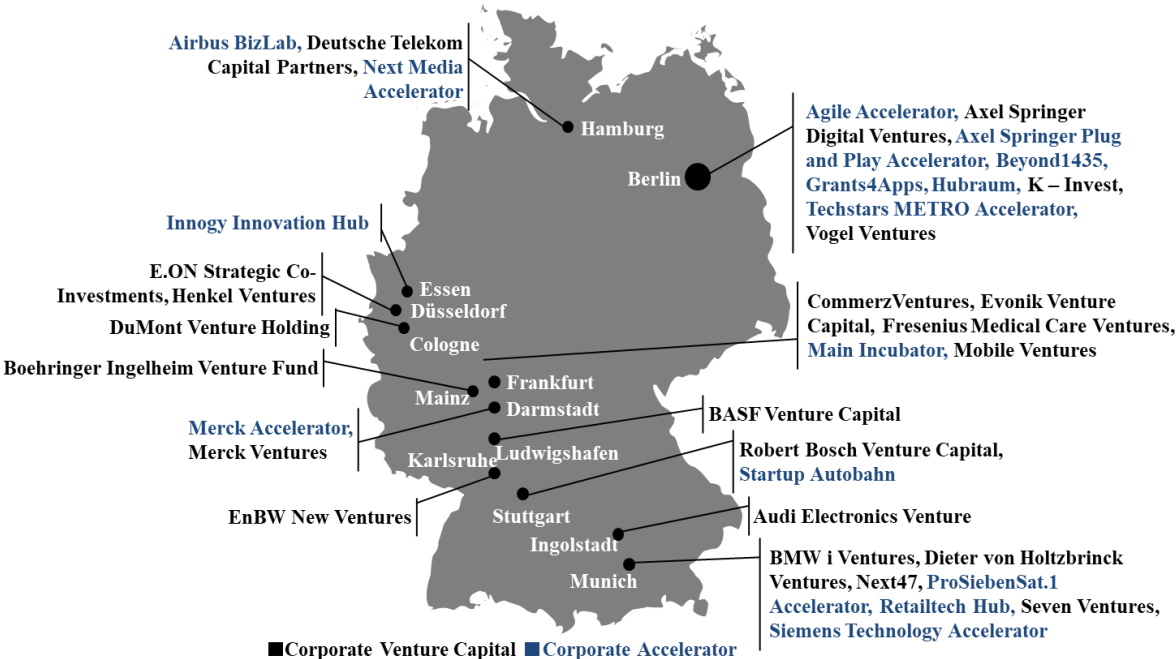 Airbus BizLab, Deutsche Telekom
Capital Partners, Next Media
Accelerator
Hamburg
Agile Accelerator, Axel Springer
Digital Ventures, Axel Springer Plug
and Play Accelerator, Beyond1435,
Grants4Apps, Hubraum, K – Invest,
Techstars METRO Accelerator,
Vogel Ventures
Berlin
Innogy Innovation Hub
Essen
E.ON Strategic Co-
Investments, Henkel Ventures
Düsseldorf
DuMont Venture Holding
Cologne
CommerzVentures, Evonik Venture
Capital, Fresenius Medical Care Ventures,
Main Incubator, Mobile Ventures
Frankfurt
Boehringer Ingelheim Venture Fund
Mainz
Darmstadt
Merck Accelerator,
Merck Ventures
BASF Venture Capital
Ludwigshafen
Karlsruhe
Robert Bosch Venture Capital,
Startup Autobahn
EnBW New Ventures
Stuttgart
Audi Electronics Venture
Ingolstadt
BMW i Ventures, Dieter von Holtzbrinck
Ventures, Next47, ProSiebenSat.1
Accelerator, Retailtech Hub, Seven Ventures,
Siemens Technology Accelerator
Munich
Corporate Venture Capital Corporate Accelerator